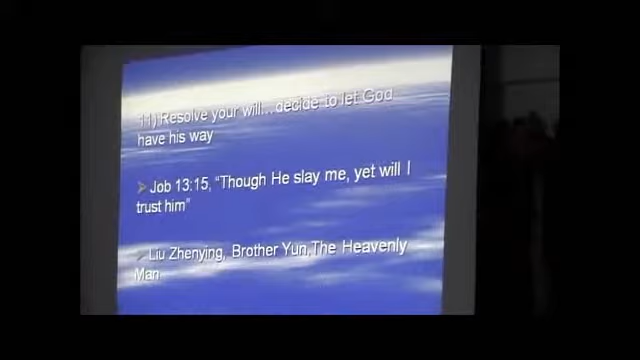 11) Resolve your will...decide to let God
have his way
➢ Job 13:15, “Though He slay me, yet will I
trust him”
➢ Liu Zhenying, Brother Yun,The Heavenly
Man